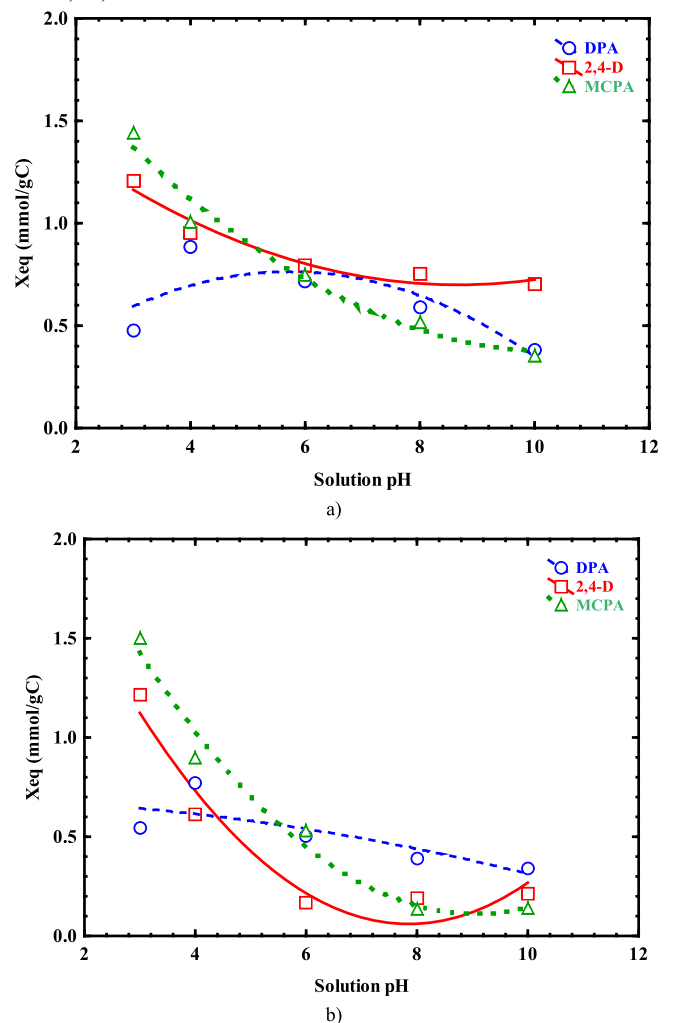 2.0
DPA
2,4-D
MCPA
1.5
1.0
0.5
0.0
Xeq (mmol/gC)
2 4 6 8 10 12
Solution pH
a)
2.0
DPA
2,4-D
MCPA
1.5
1.0
0.5
0.0
Xeq (mmol/gC)
2 4 6 8 10 12
Solution pH
b)